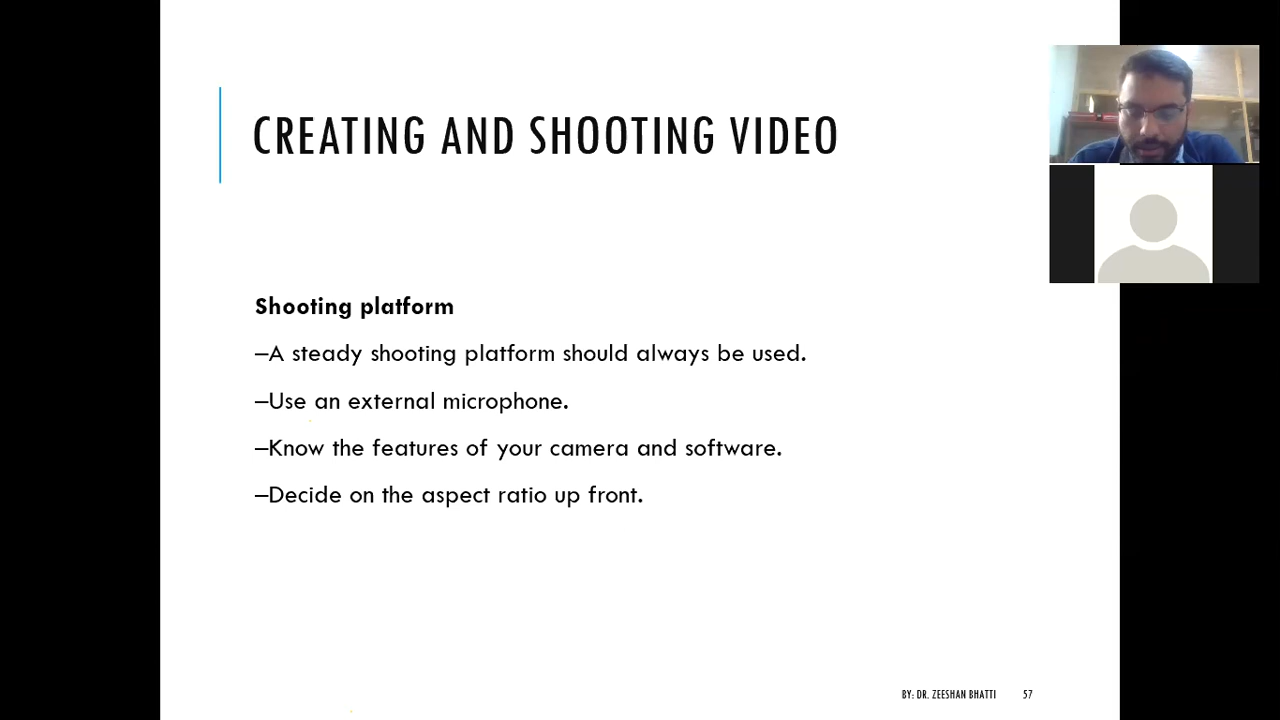 CREATING AND SHOOTING VIDEO
Shooting platform
–A steady shooting platform should always be used.
–Use an external microphone.
–Know the features of your camera and software.
–Decide on the aspect ratio up front.
BY: DR. ZEESHAN BHATTI 57